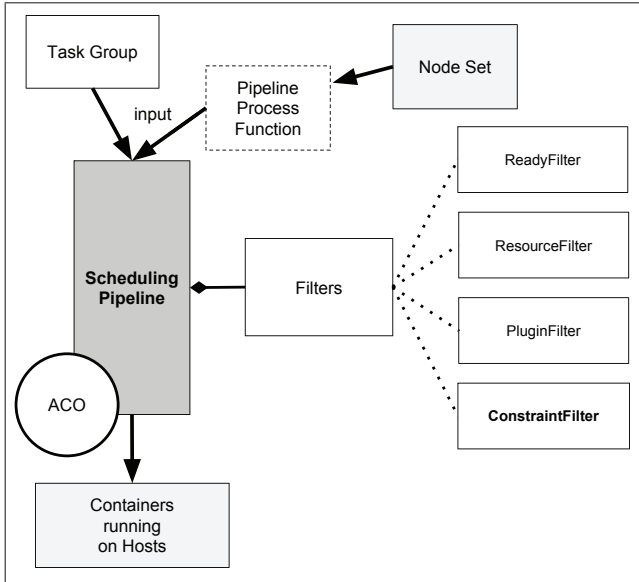 Task Group
Node Set
Pipeline
Process
Function
input
ReadyFilter
ResourceFilter
Scheduling
Pipeline
Filters
PluginFilter
ConstraintFilter
ACO
Containers
running
on Hosts